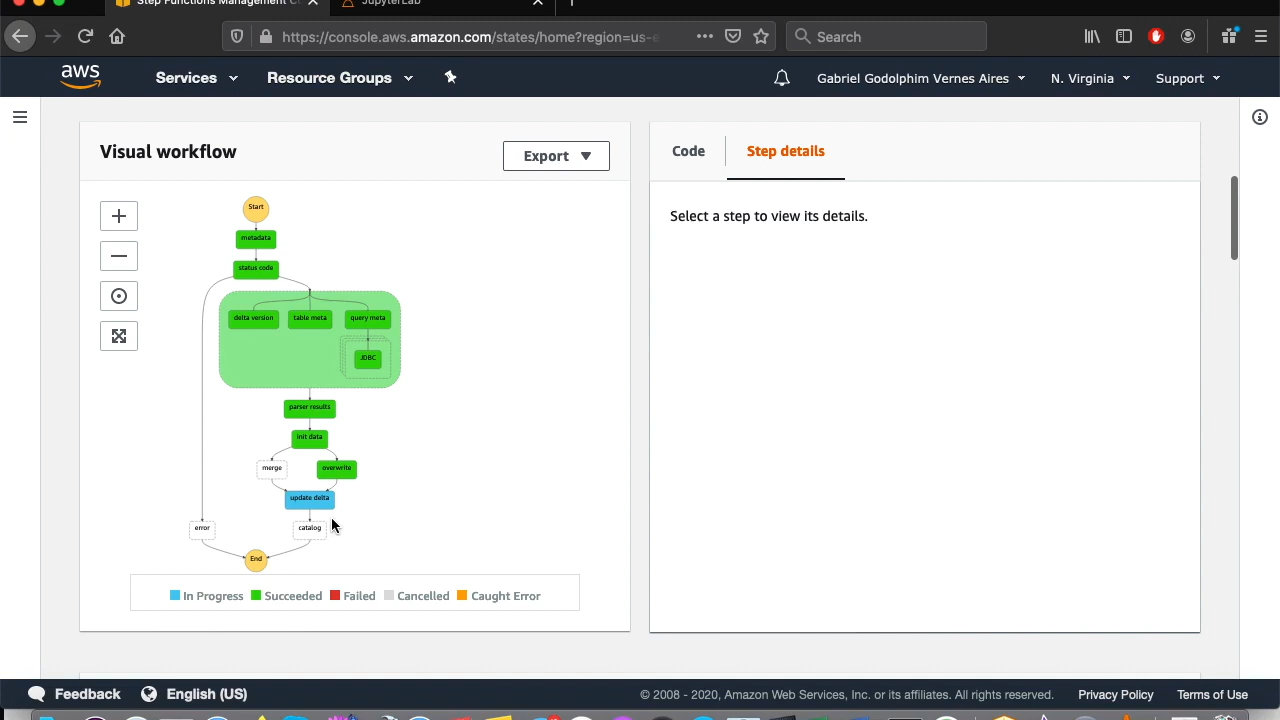 Step Functions Management C
JupyterLab
https://console.aws.amazon.com/states/home?region=us-e
Search
aws
Services
Resource Groups
Gabriel Godolphim Vernes Aires
N. Virginia
Support
Visual workflow
Export
Code
Step details
Select a step to view its details.
Start
metadata
status code
delta version
table meta
query meta
JDBC
parser results
init data
merge
overwrite
update delta
error
catalog
End
In Progress
Succeeded
Failed
Cancelled
Caught Error
Feedback
English (US)
© 2008 - 2020, Amazon Web Services, Inc. or its affiliates. All rights reserved.
Privacy Policy
Terms of Use